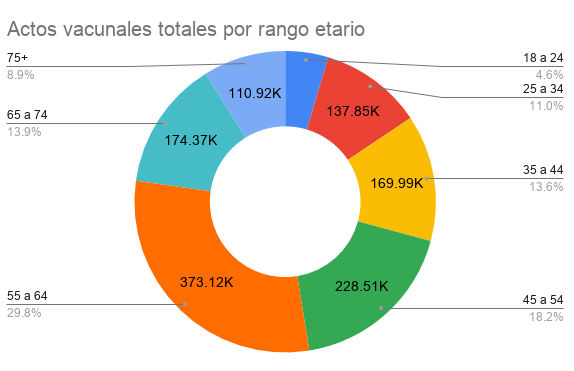 Actos vacunales totales por rango etario
75+
8.9%
18 a 24
4.6%
25 a 34
11.0%
110.92K
137.85K
65 a 74
13.9%
174.37K
35 a 44
13.6%
169.99K
373.12K
228.51K
55 a 64
29.8%
45 a 54
18.2%